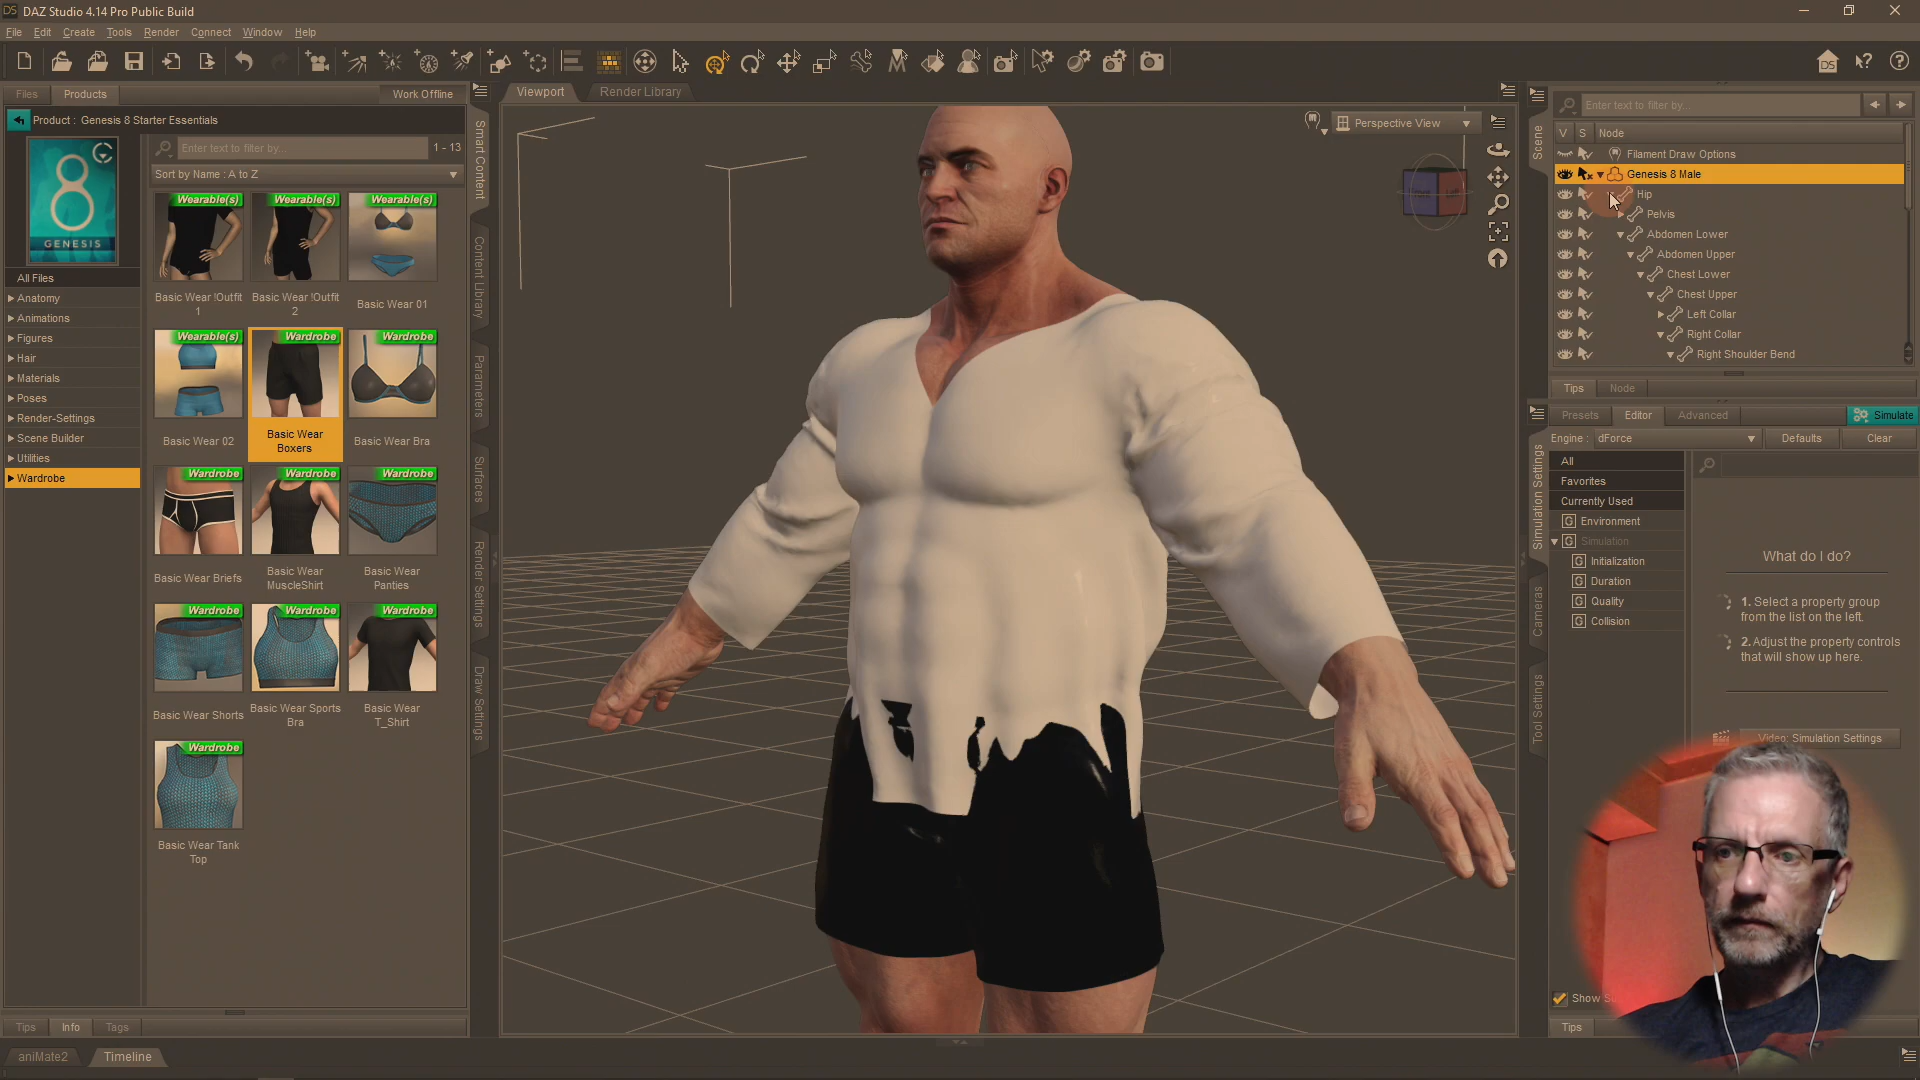 DS DAZ Studio 4.14 Pro Public Build
File Edit Create Tools Render Connect Window Help
Files Products Work Offline
Product : Genesis 8 Starter Essentials
8
GENESIS
Enter text to filter by... 1 - 13
Sort by Name : A to Z
All Files
Anatomy
Animations
Figures
Hair
Materials
Poses
Render-Settings
Scene Builder
Utilities
Wardrobe
Wearable(s) Wearable(s) Wearable(s)
Basic Wear !Outfit 1
Basic Wear !Outfit 2
Basic Wear 01
Wearable(s) Wardrobe Wardrobe
Basic Wear 02
Basic Wear Boxers
Basic Wear Bra
Wardrobe Wardrobe Wardrobe
Basic Wear Briefs
Basic Wear MuscleShirt
Basic Wear Panties
Wardrobe Wardrobe Wardrobe
Basic Wear Shorts
Basic Wear Sports Bra
Basic Wear T_Shirt
Wardrobe
Basic Wear Tank Top
Tips Info Tags
aniMate2 Timeline
Smart Content
Content Library
Parameters
Surfaces
Render Settings
Draw Settings
Viewport Render Library
Perspective View
DS
Scene
Enter text to filter by...
V S Node
Filament Draw Options
Genesis 8 Male
Hip
Pelvis
Abdomen Lower
Abdomen Upper
Chest Lower
Chest Upper
Left Collar
Right Collar
Right Shoulder Bend
Tips Node
Simulation Settings
Cameras
Tool Settings
Presets Editor Advanced Simulate
Engine : dForce Defaults Clear
All
Favorites
Currently Used
G Environment
G Simulation
G Initialization
G Duration
G Quality
G Collision
What do I do?
1. Select a property group
from the list on the left.
2. Adjust the property controls
that will show up here.
Video: Simulation Settings
Show
Tips